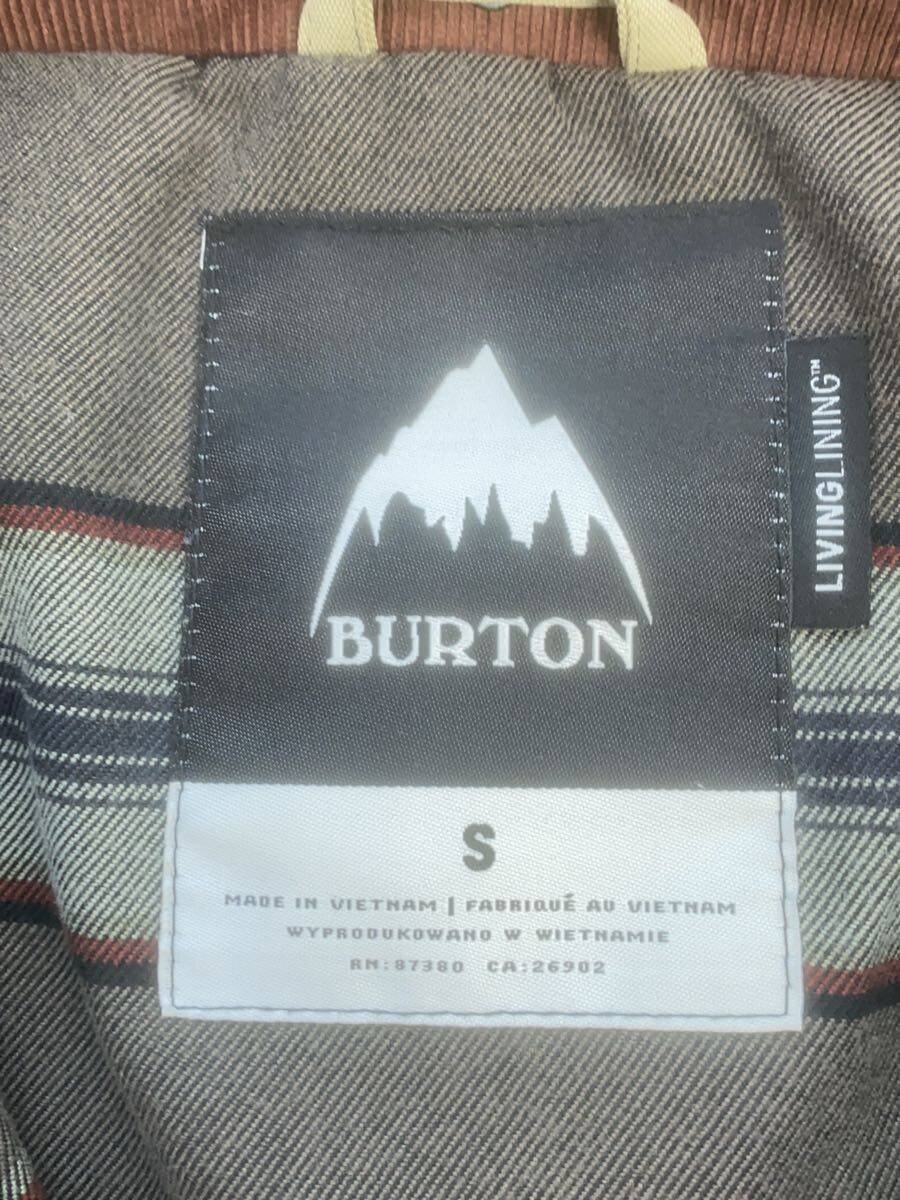 BURTON
LIVINGLINING™
S
MADE IN VIETNAM | FABRIQUÉ AU VIETNAM
WYPRODUKOWANO W WIETNAMIE
RN:87380 CA:26902